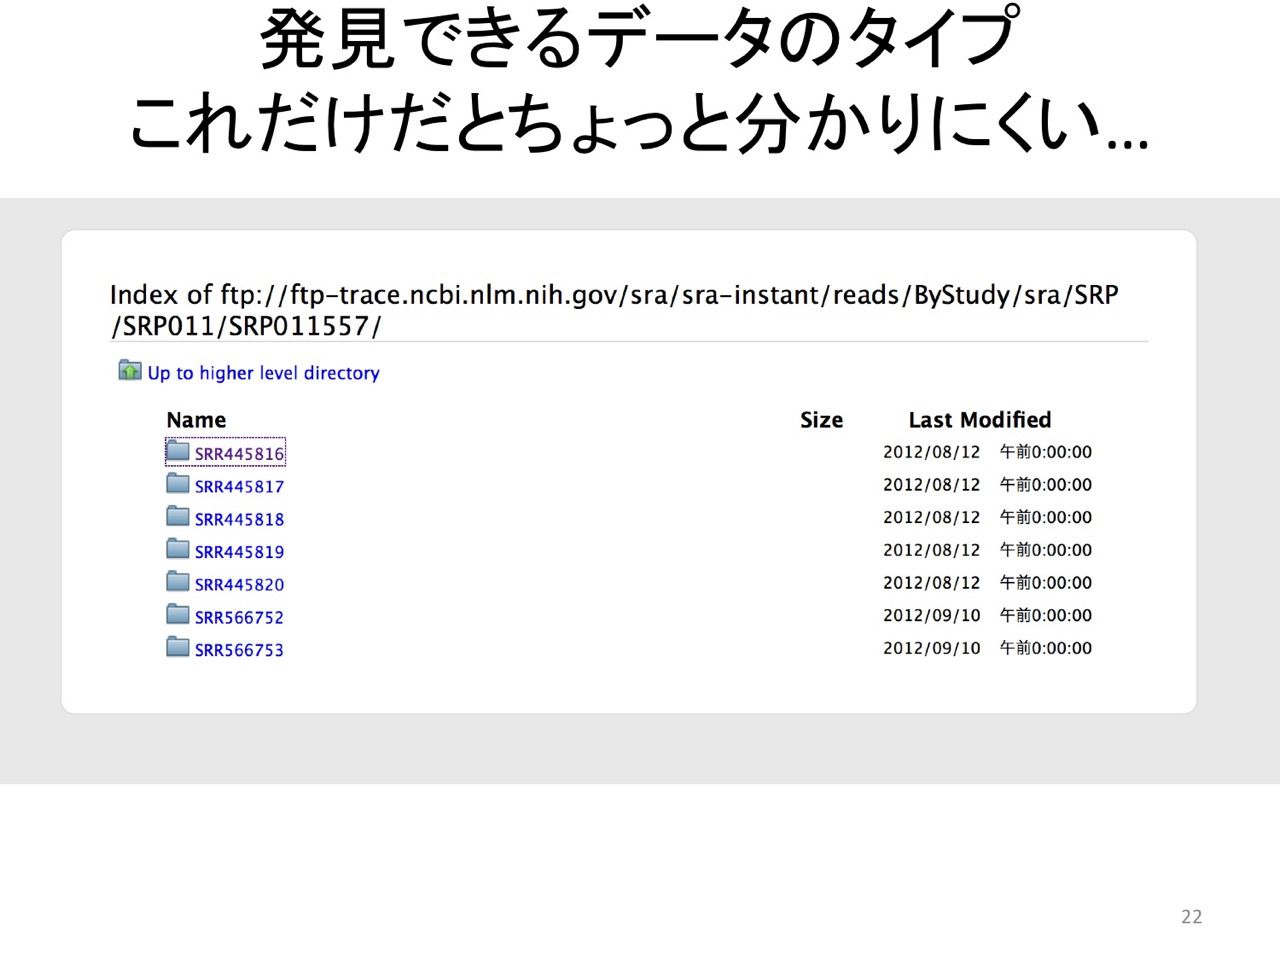 発見できるデータのタイプ
これだけだとちょっと分かりにくい...
Index of ftp://ftp-trace.ncbi.nlm.nih.gov/sra/sra-instant/reads/ByStudy/sra/SRP
/SRP011/SRP011557/
Up to higher level directory
Name Size Last Modified
SRR445816 2012/08/12 午前0:00:00
SRR445817 2012/08/12 午前0:00:00
SRR445818 2012/08/12 午前0:00:00
SRR445819 2012/08/12 午前0:00:00
SRR445820 2012/08/12 午前0:00:00
SRR566752 2012/09/10 午前0:00:00
SRR566753 2012/09/10 午前0:00:00
22